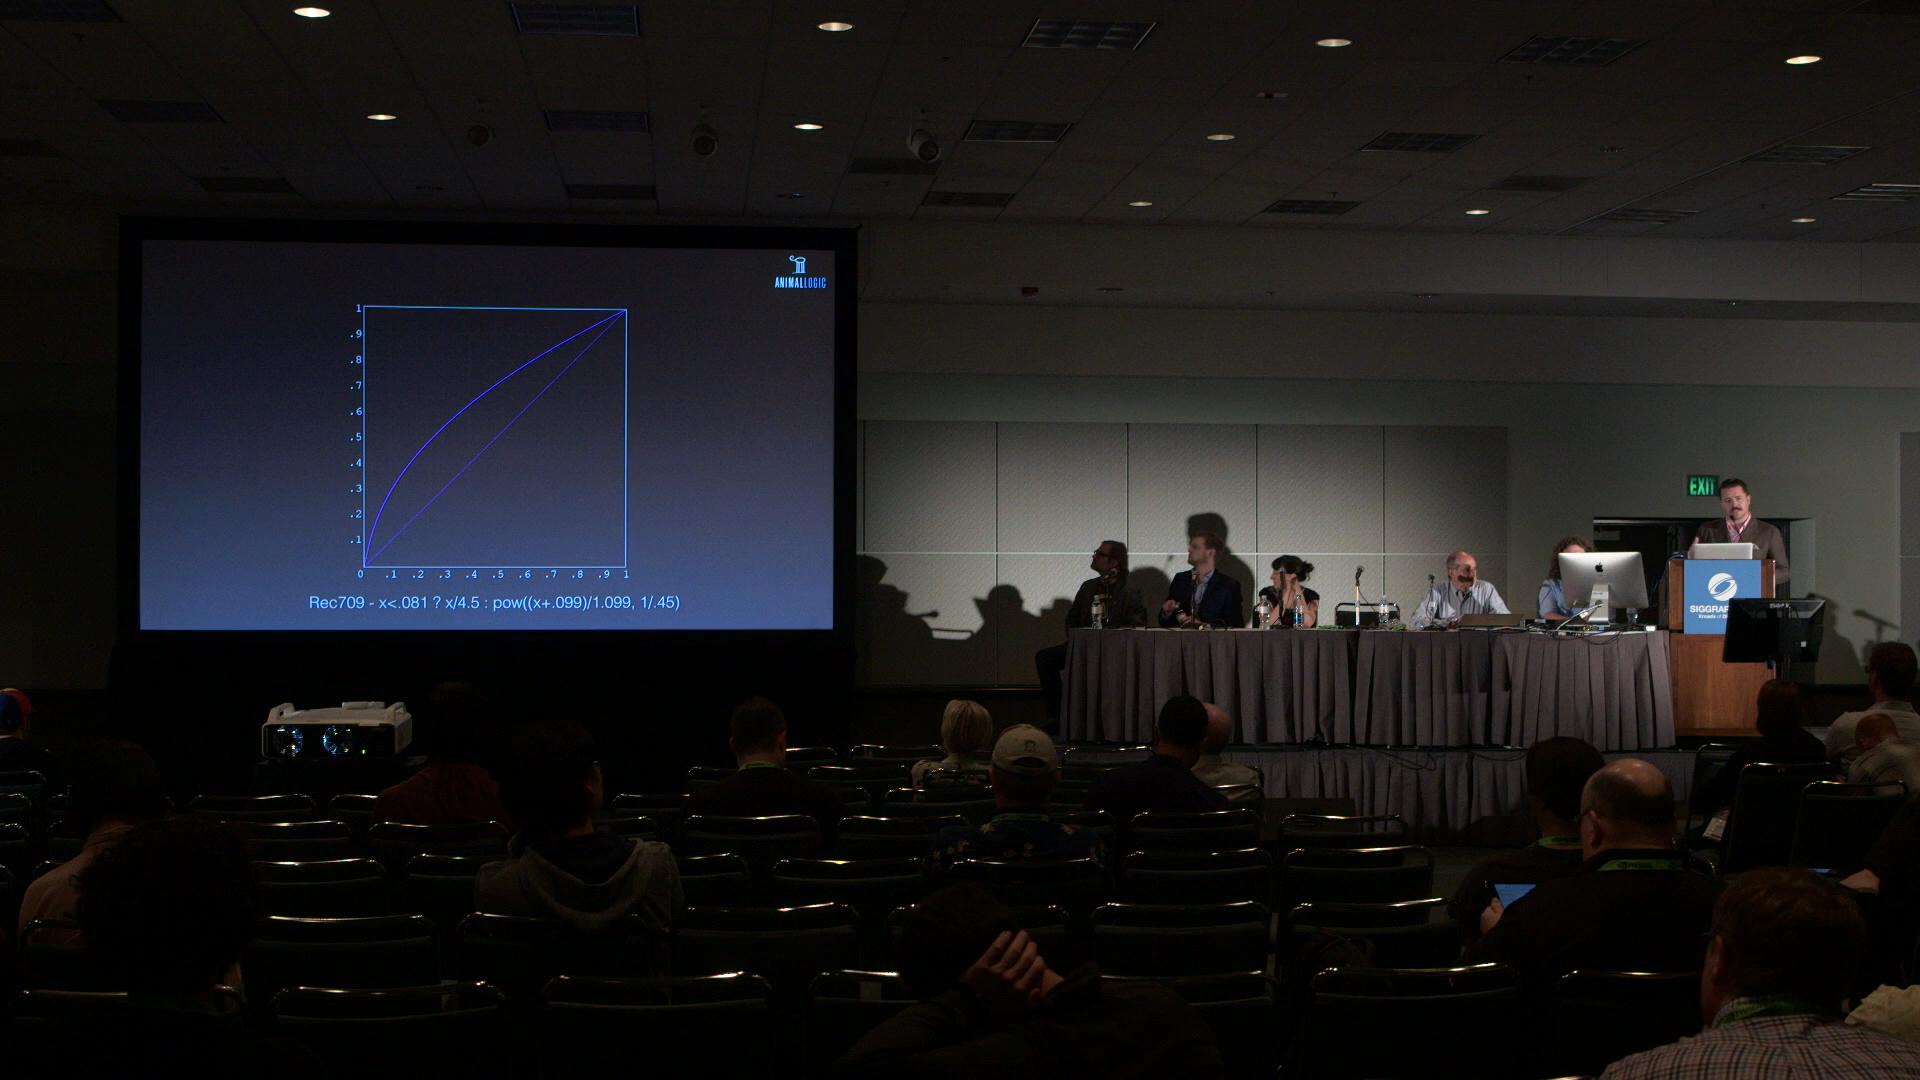 ANIMALLOGIC
1
.9
.8
.7
.6
.5
.4
.3
.2
.1
0 .1 .2 .3 .4 .5 .6 .7 .8 .9 1
Rec709 - x<.081 ? x/4.5 : pow((x+.099)/1.099, 1/.45)
EXIT